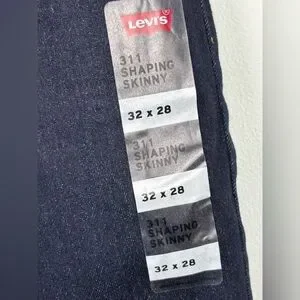 Levi's
311
SHAPING
SKINNY
32 x 28
311
SHAPING
SKINNY
32 x 28
311
SHAPING
SKINNY
32 x 28